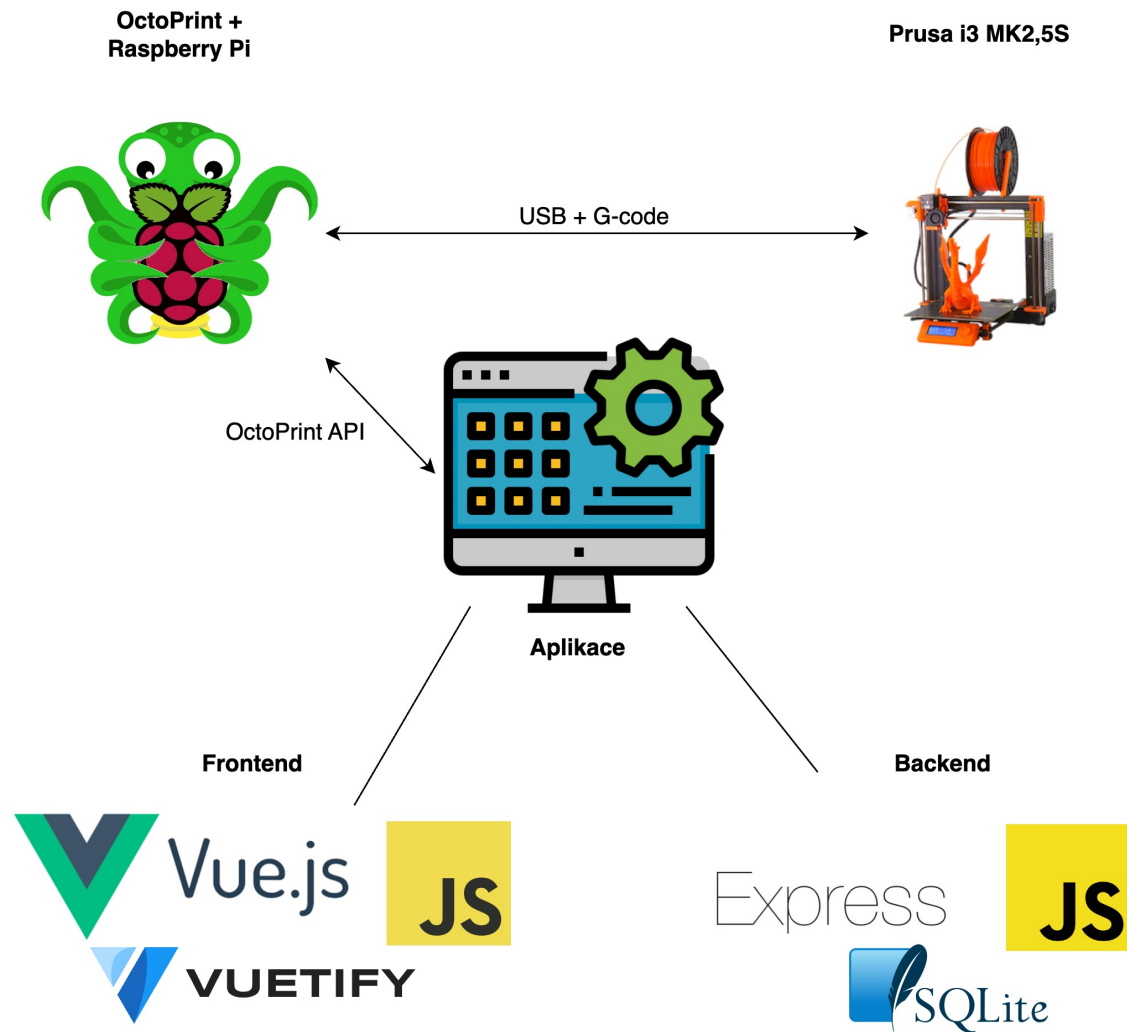 OctoPrint +
Raspberry Pi
Prusa i3 MK2,5S
USB + G-code
OctoPrint API
Aplikace
Frontend
Backend
Vue.js
JS
VUETIFY
Express
JS
SQLite